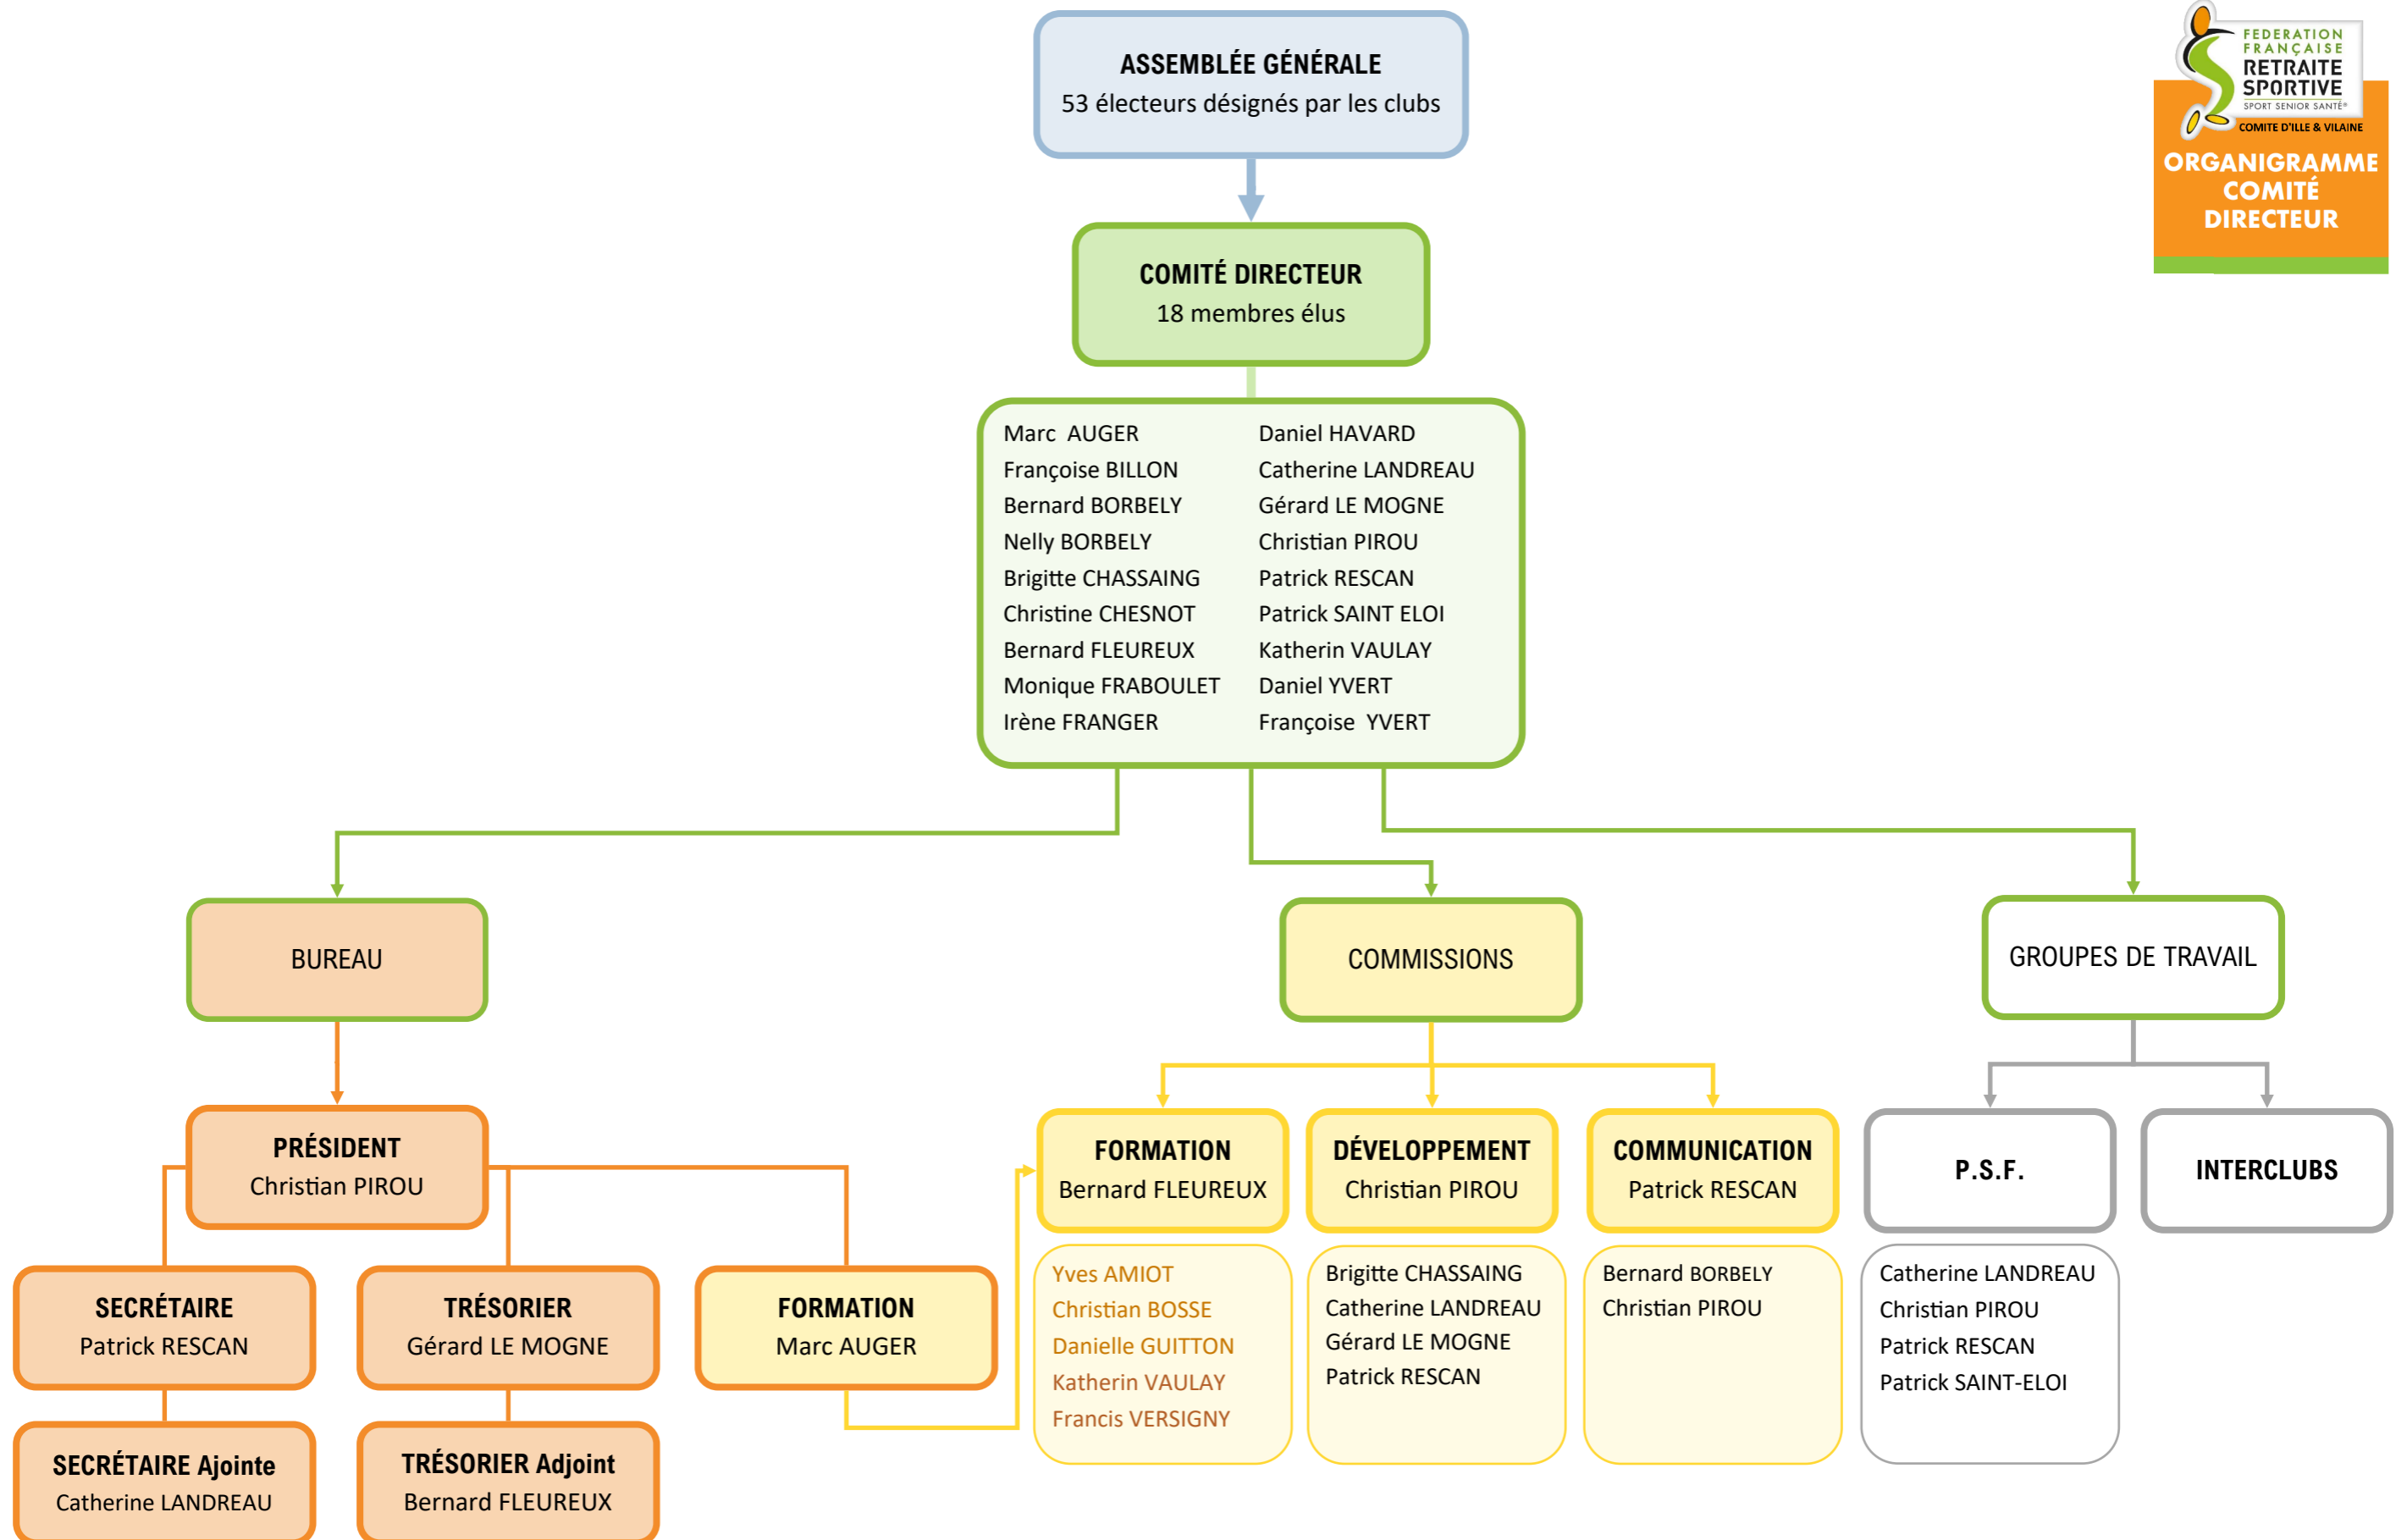 ASSEMBLÉE GÉNÉRALE
53 électeurs désignés par les clubs
FEDERATION
FRANÇAISE
RETRAITE
SPORTIVE
SPORT SENIOR SANTÉ®
COMITE D'ILLE & VILAINE
ORGANIGRAMME
COMITÉ
DIRECTEUR
COMITÉ DIRECTEUR
18 membres élus
Marc AUGER
Françoise BILLON
Bernard BORBELY
Nelly BORBELY
Brigitte CHASSAING
Christine CHESNOT
Bernard FLEUREUX
Monique FRABOULET
Irène FRANGER
Daniel HAVARD
Catherine LANDREAU
Gérard LE MOGNE
Christian PIROU
Patrick RESCAN
Patrick SAINT ELOI
Katherin VAULAY
Daniel YVERT
Françoise YVERT
BUREAU
COMMISSIONS
GROUPES DE TRAVAIL
PRÉSIDENT
Christian PIROU
SECRÉTAIRE
Patrick RESCAN
TRÉSORIER
Gérard LE MOGNE
FORMATION
Marc AUGER
SECRÉTAIRE Ajointe
Catherine LANDREAU
TRÉSORIER Adjoint
Bernard FLEUREUX
FORMATION
Bernard FLEUREUX
Yves AMIOT
Christian BOSSE
Danielle GUITTON
Katherin VAULAY
Francis VERSIGNY
DÉVELOPPEMENT
Christian PIROU
Brigitte CHASSAING
Catherine LANDREAU
Gérard LE MOGNE
Patrick RESCAN
COMMUNICATION
Patrick RESCAN
Bernard BORBELY
Christian PIROU
P.S.F.
Catherine LANDREAU
Christian PIROU
Patrick RESCAN
Patrick SAINT-ELOI
INTERCLUBS